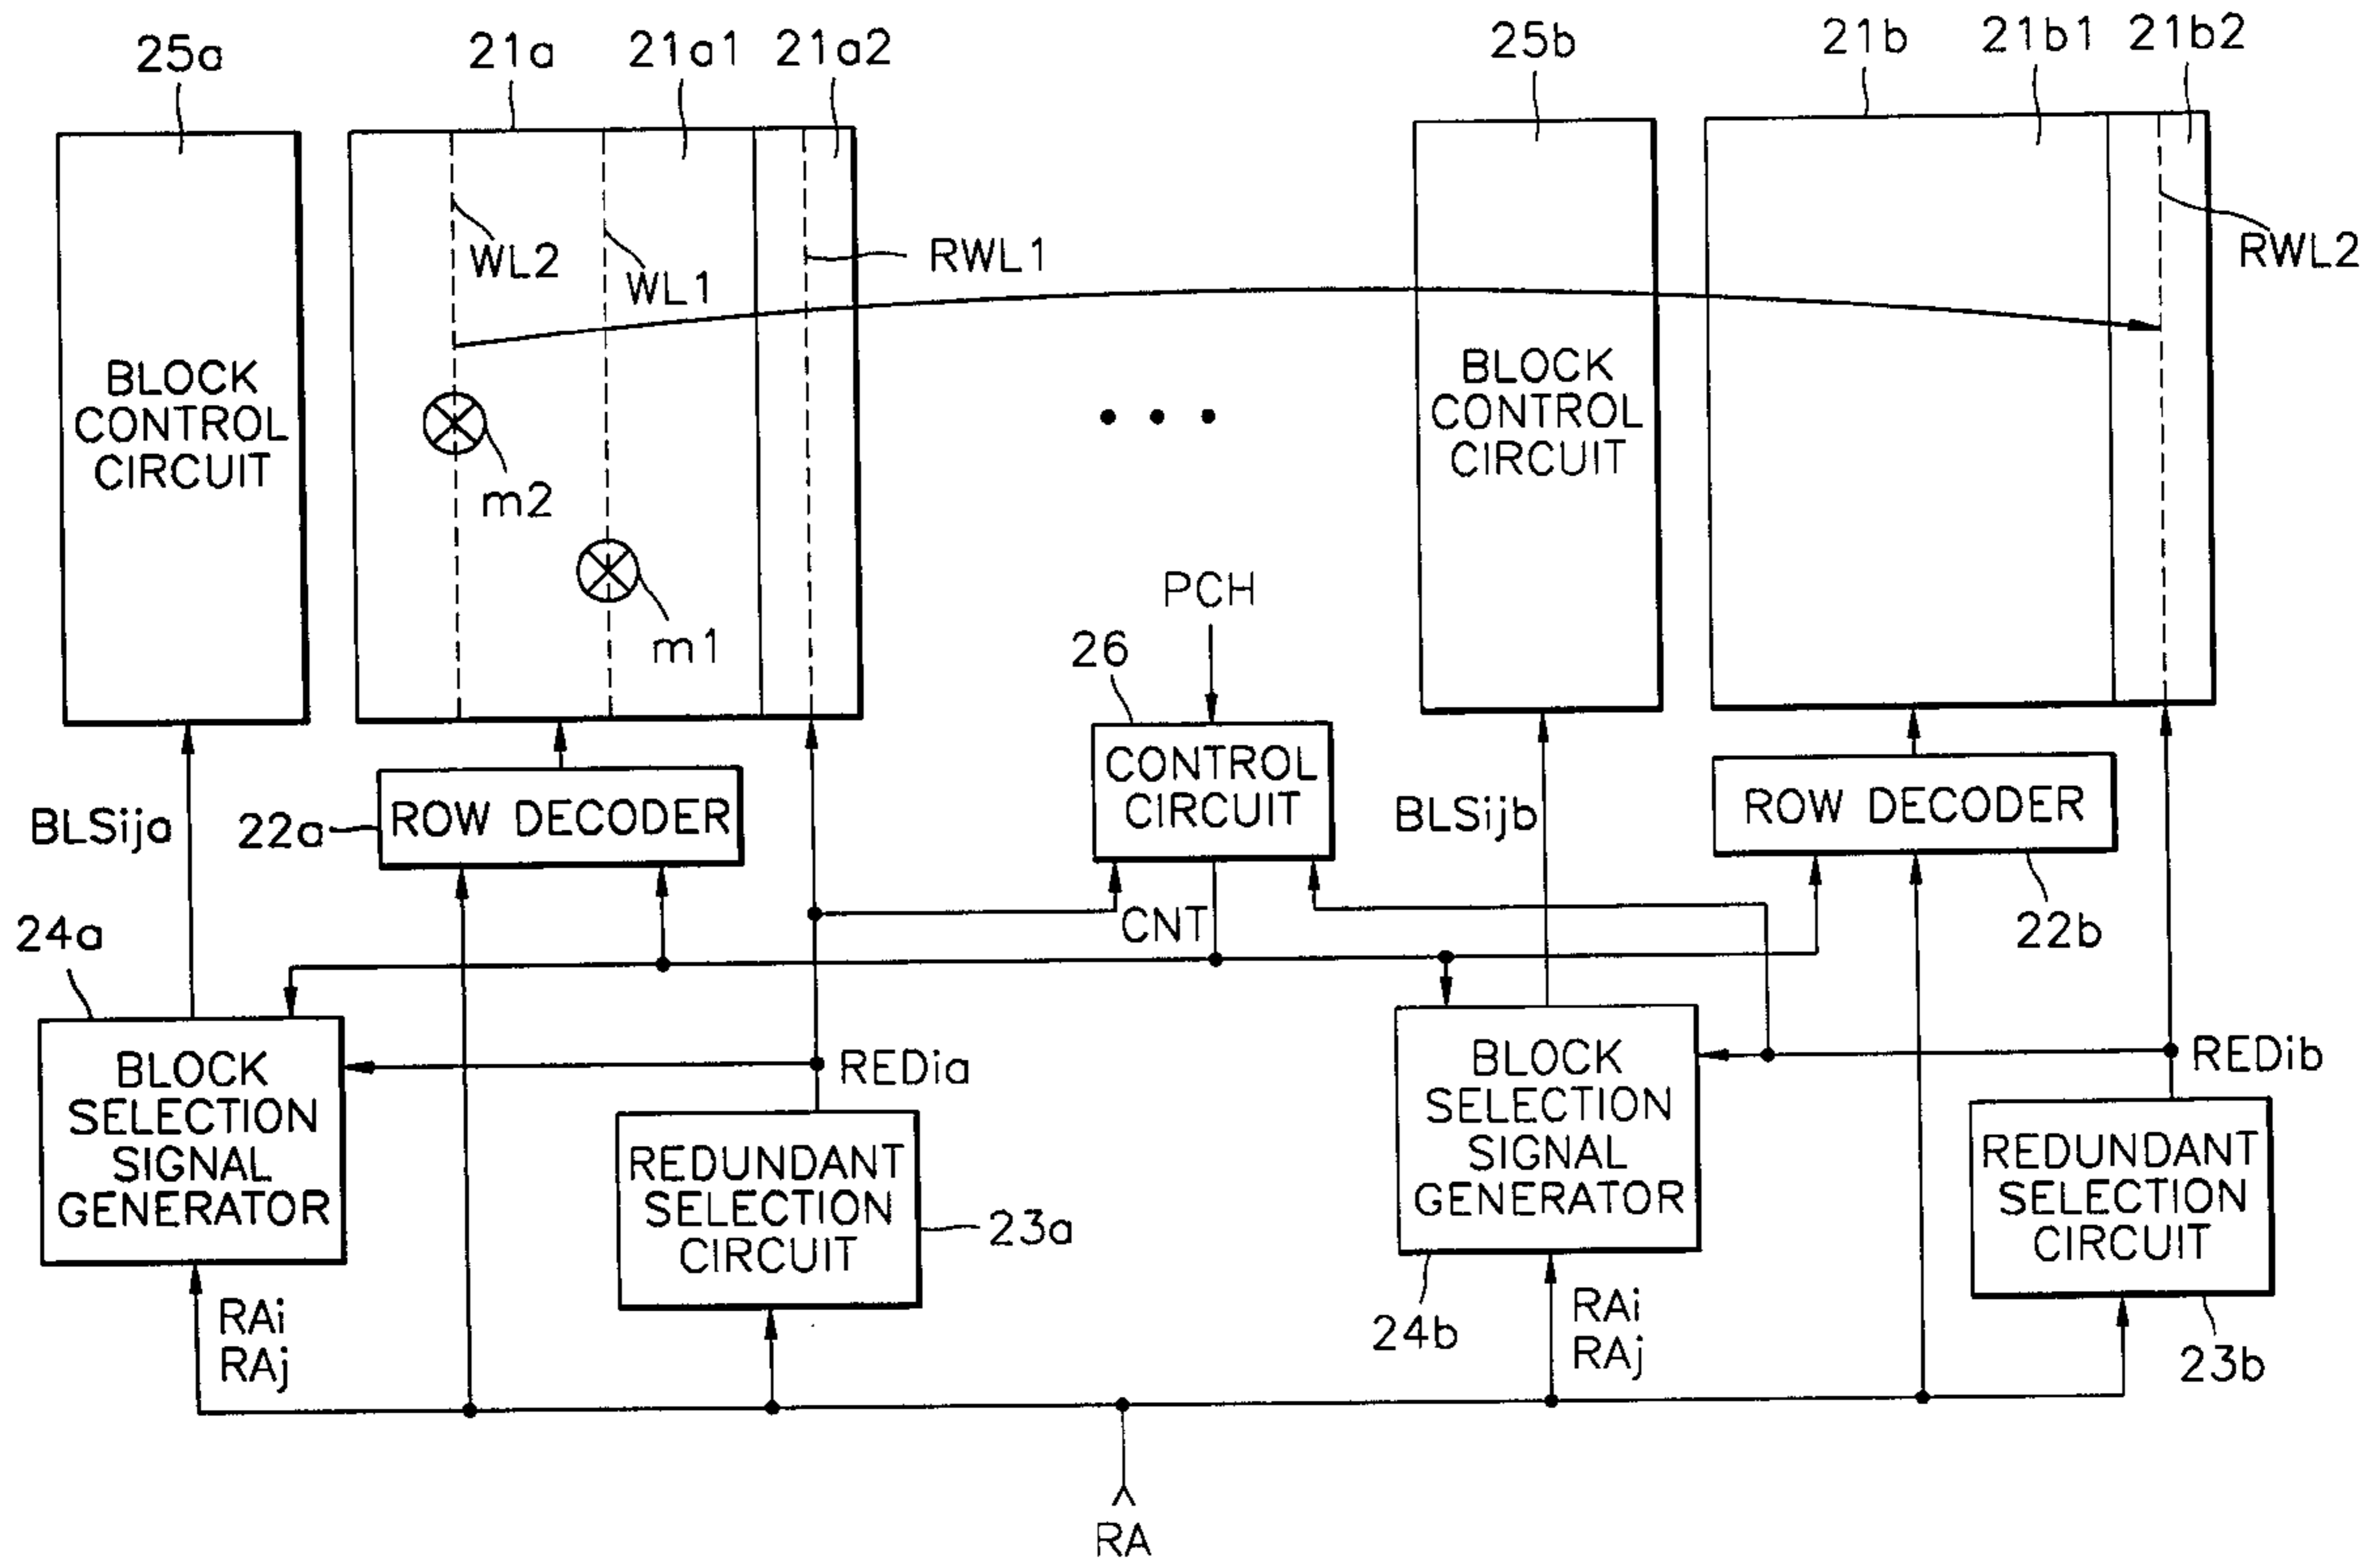 25a
21a
21a1
21a2
25b
21b
21b1
21b2
WL2
WL1
RWL1
RWL2
BLOCK
CONTROL
CIRCUIT
BLOCK
CONTROL
CIRCUIT
m2
m1
PCH
26
CONTROL
CIRCUIT
BLSija
22a
ROW DECODER
BLSijb
ROW DECODER
CNT
24a
22b
BLOCK
SELECTION
SIGNAL
GENERATOR
REDia
BLOCK
SELECTION
SIGNAL
GENERATOR
REDib
REDUNDANT
SELECTION
CIRCUIT
23a
REDUNDANT
SELECTION
CIRCUIT
RAi
RAj
24b
RAi
RAj
23b
RA